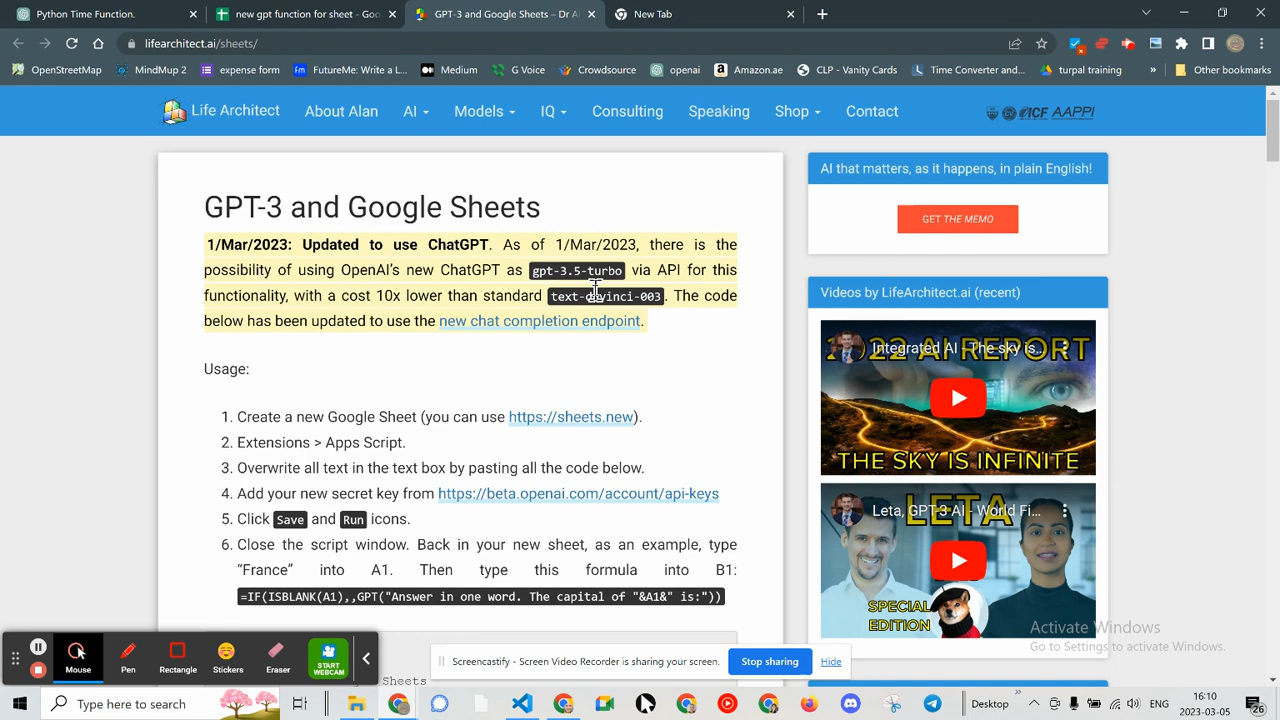 Python Time Function.
new gpt function for sheets - Goo
GPT-3 and Google Sheets – Dr Al
New Tab
lifearchitect.ai/sheets/
OpenStreetMap
MindMup 2
expense form
FutureMe: Write a L...
Medium
G Voice
Crowdsource
openai
Amazon.ae
CLP - Vanity Cards
Time Converter and...
turpal trening
»
Other bookmarks
Life Architect
About Alan
AI
Models
IQ
Consulting
Speaking
Shop
Contact
ICF AAPPI
GPT-3 and Google Sheets
1/Mar/2023: Updated to use ChatGPT. As of 1/Mar/2023, there is the
possibility of using OpenAI's new ChatGPT as gpt-3.5-turbo via API for this
functionality, with a cost 10x lower than standard text-davinci-003. The code
below has been updated to use the new chat completion endpoint.
Usage:
1. Create a new Google Sheet (you can use https://sheets.new).
2. Extensions > Apps Script.
3. Overwrite all text in the text box by pasting all the code below.
4. Add your new secret key from https://beta.openai.com/account/api-keys
5. Click Save and Run icons.
6. Close the script window. Back in your new sheet, as an example, type
“France” into A1. Then type this formula into B1:
=IF(ISBLANK(A1),,GPT("Answer in one word. The capital of "&A1&" is:"))
Sheets
AI that matters, as it happens, in plain English!
GET THE MEMO
Videos by LifeArchitect.ai (recent)
2022 AI REPORT
Integrated AI - The sky is...
THE SKY IS INFINITE
LETA
Leta, GPT-3 AI - World Fi...
SPECIAL
EDITION
Activate Windows
Go to Settings to activate Windows.
Mouse
Pen
Rectangle
Stickers
Eraser
START
WEBCAM
Screencastify - Screen Video Recorder is sharing your screen.
Stop sharing
Hide
Type here to search
Desktop
»
ENG
16:10
2023-03-05
26